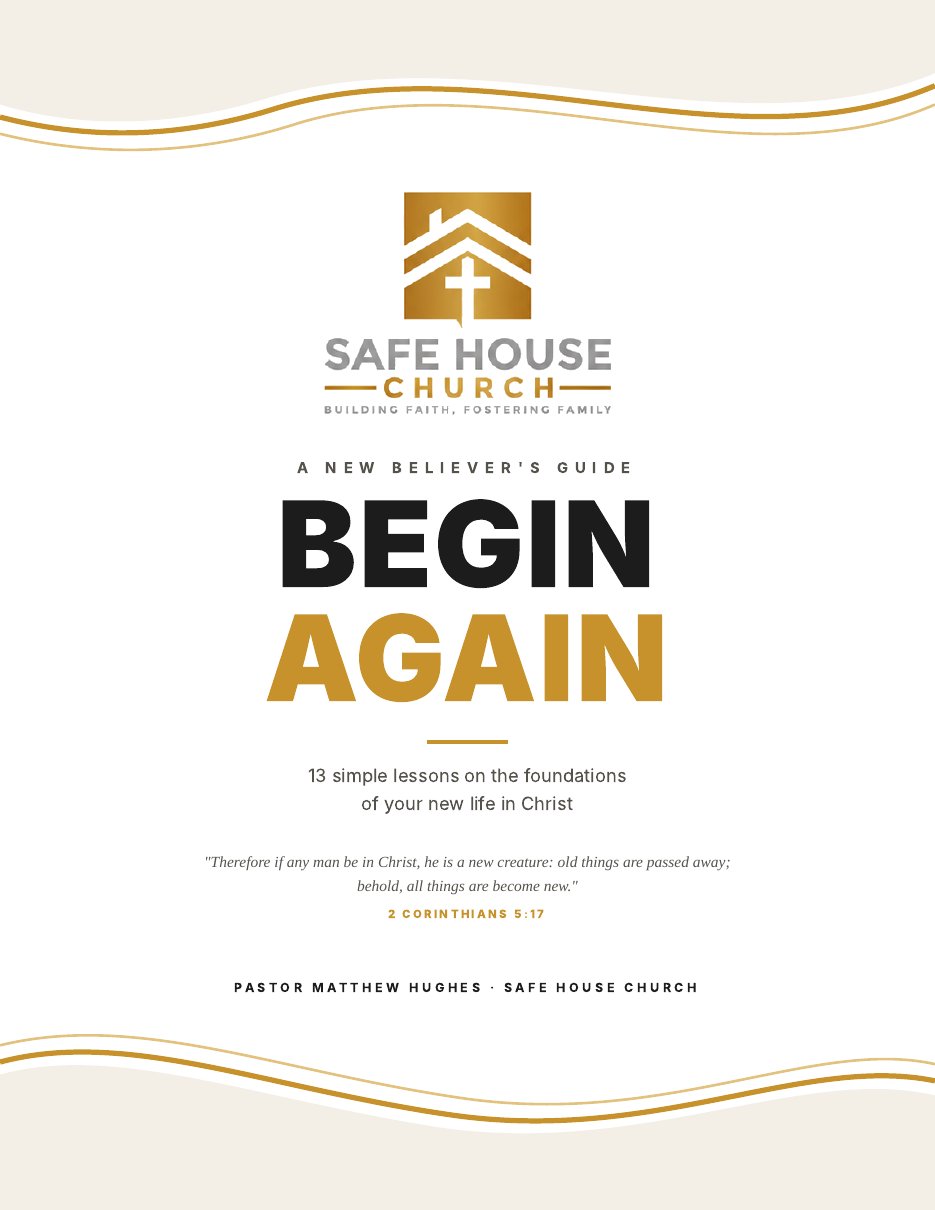 SAFE HOUSE
CHURCH
BUILDING FAITH, FOSTERING FAMILY
A NEW BELIEVER'S GUIDE
BEGIN
AGAIN
13 simple lessons on the foundations
of your new life in Christ
"Therefore if any man be in Christ, he is a new creature: old things are passed away;
behold, all things are become new."
2 CORINTHIANS 5:17
PASTOR MATTHEW HUGHES · SAFE HOUSE CHURCH